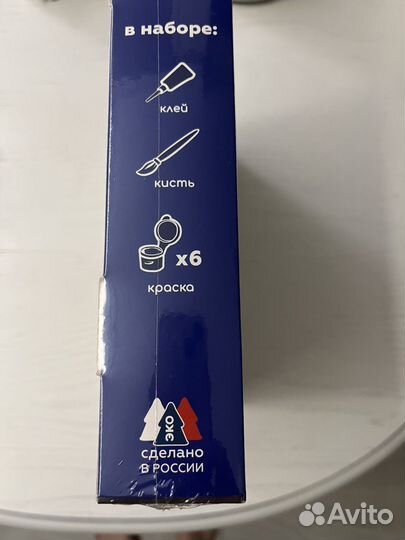 в наборе:
клей
кисть
x6
краска
ЭКО
сделано
в РОССИИ
Avito